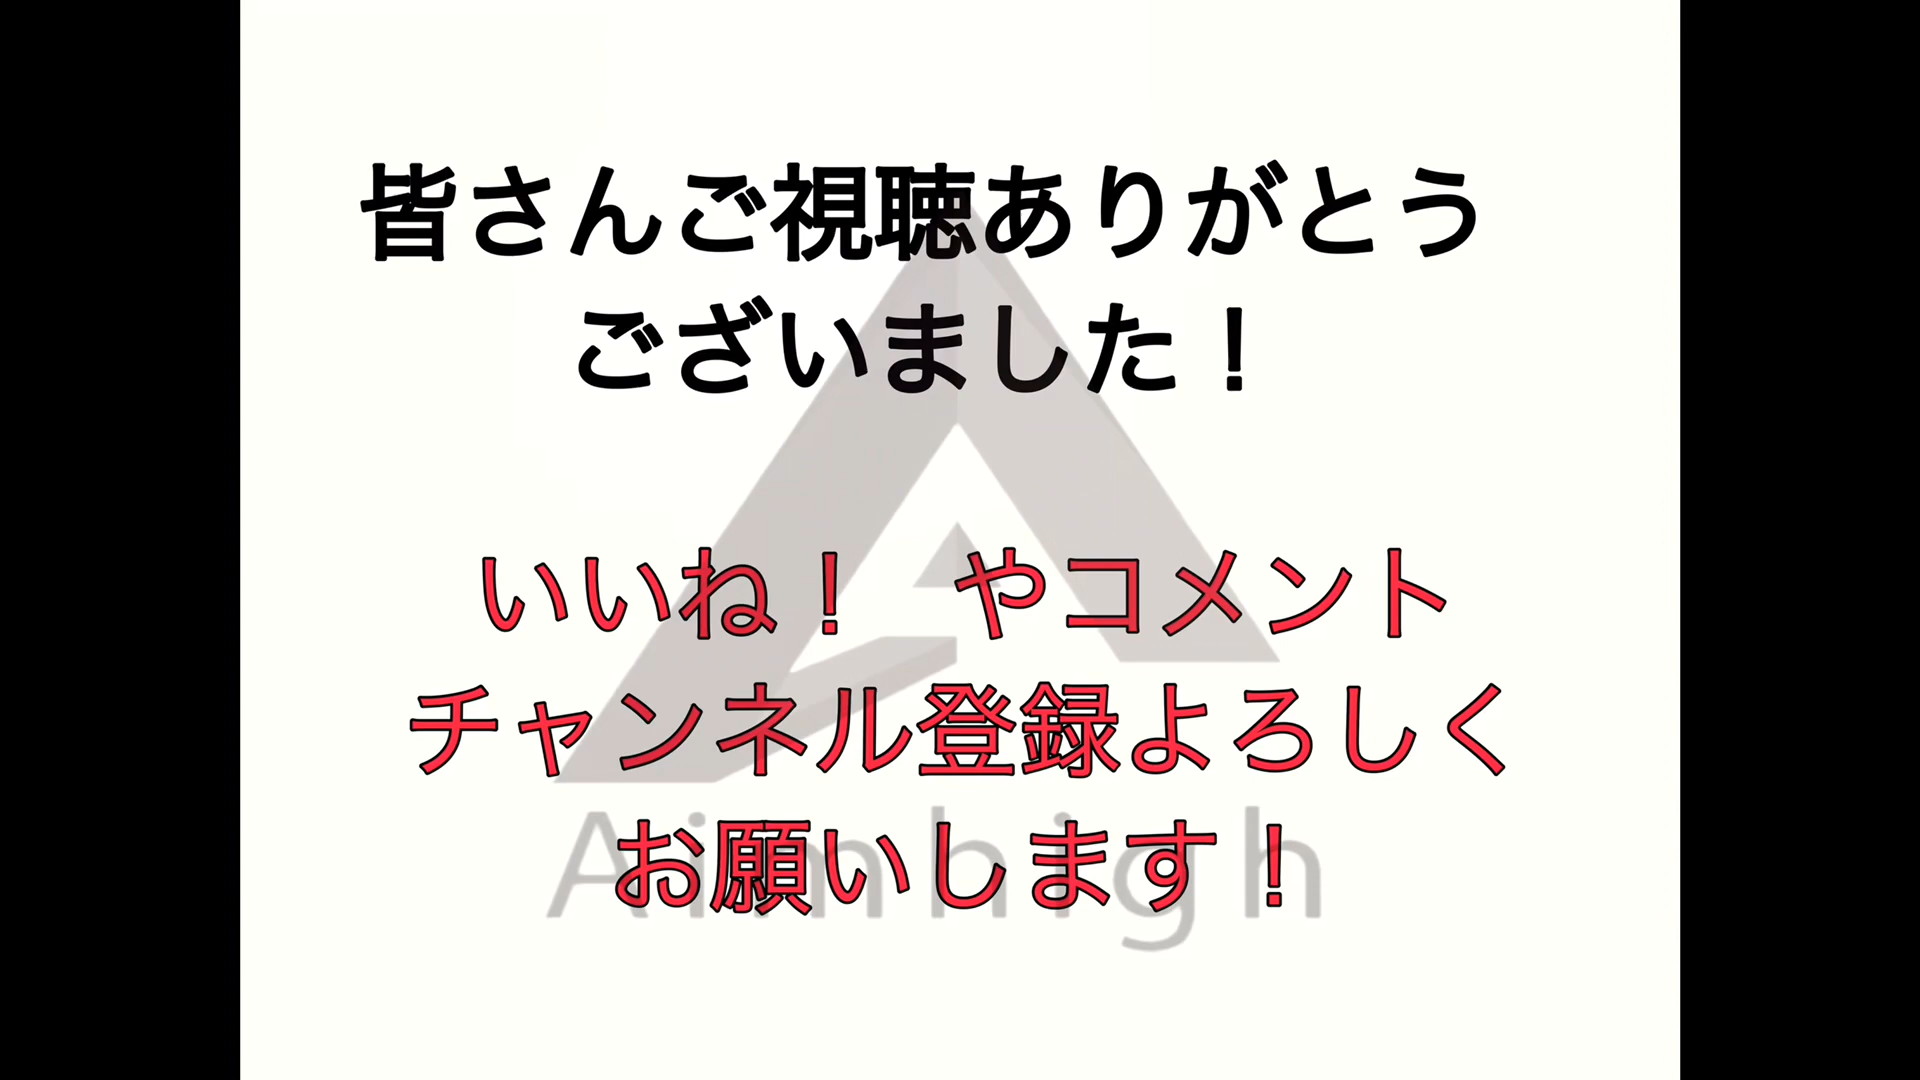 皆さんご視聴ありがとう
ございました！
いいね！ やコメント
チャンネル登録よろしく
お願いします！
Aimhigh